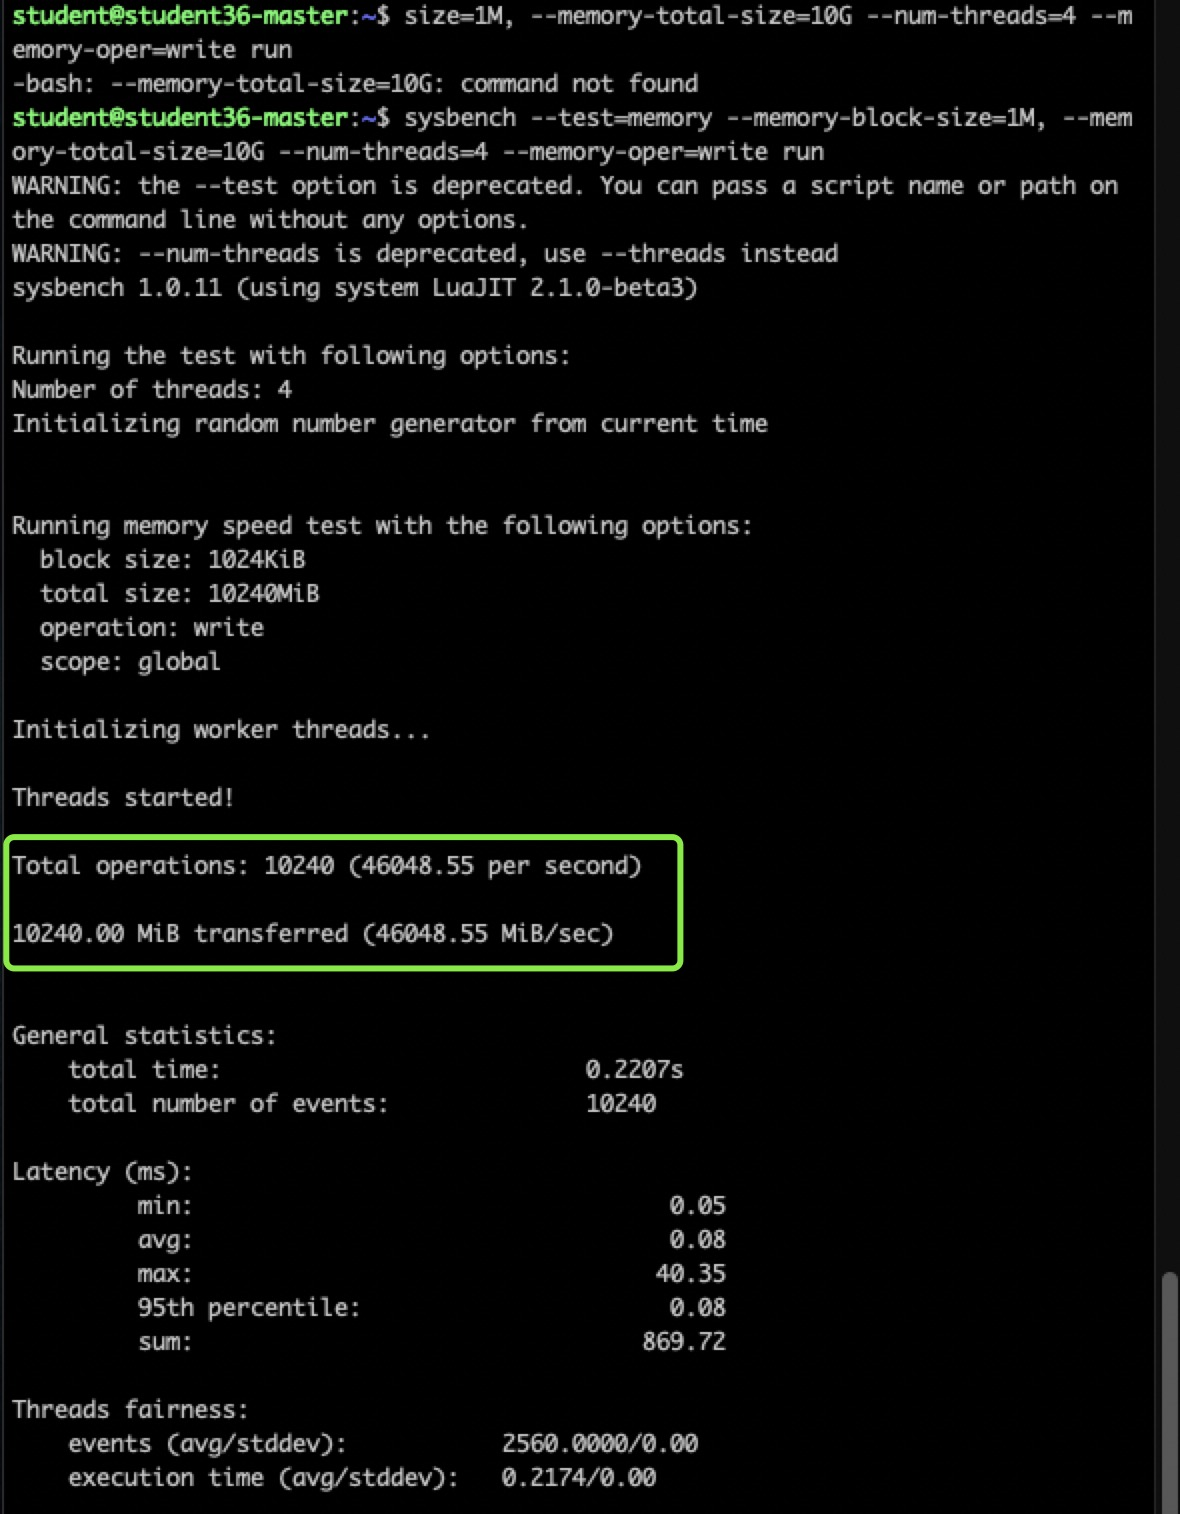 student@student36-master:~$ size=1M, --memory-total-size=10G --num-threads=4 --m
emory-oper=write run
-bash: --memory-total-size=10G: command not found
student@student36-master:~$ sysbench --test=memory --memory-block-size=1M, --mem
ory-total-size=10G --num-threads=4 --memory-oper=write run
WARNING: the --test option is deprecated. You can pass a script name or path on
the command line without any options.
WARNING: --num-threads is deprecated, use --threads instead
sysbench 1.0.11 (using system LuaJIT 2.1.0-beta3)
Running the test with following options:
Number of threads: 4
Initializing random number generator from current time
Running memory speed test with the following options:
block size: 1024KiB
total size: 10240MiB
operation: write
scope: global
Initializing worker threads...
Threads started!
Total operations: 10240 (46048.55 per second)
10240.00 MiB transferred (46048.55 MiB/sec)
General statistics:
total time: 0.2207s
total number of events: 10240
Latency (ms):
min: 0.05
avg: 0.08
max: 40.35
95th percentile: 0.08
sum: 869.72
Threads fairness:
events (avg/stddev): 2560.0000/0.00
execution time (avg/stddev): 0.2174/0.00